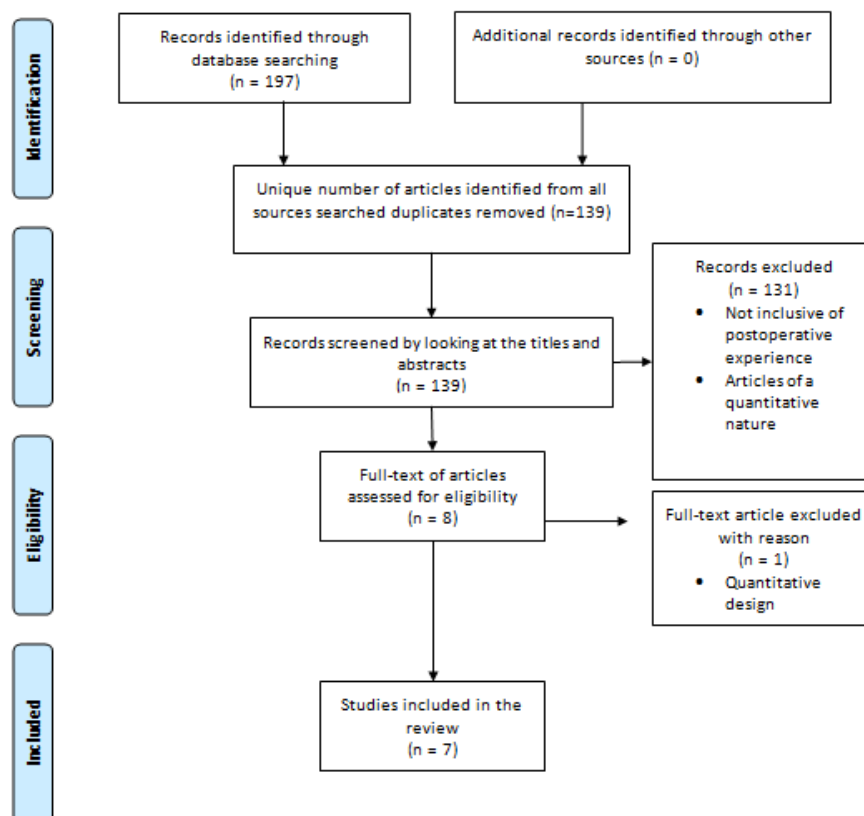 Identification
Records identified through
database searching
(n = 197)
Additional records identified through other
sources (n = 0)
Unique number of articles identified from all
sources searched duplicates removed (n=139)
Screening
Records screened by looking at the titles and
abstracts
(n = 139)
Records excluded
(n = 131)
• Not inclusive of
postoperative
experience
• Articles of a
quantitative
nature
Eligibility
Full-text of articles
assessed for eligibility
(n = 8)
Full-text article excluded
with reason
(n = 1)
• Quantitative
design
Included
Studies included in the
review
(n = 7)